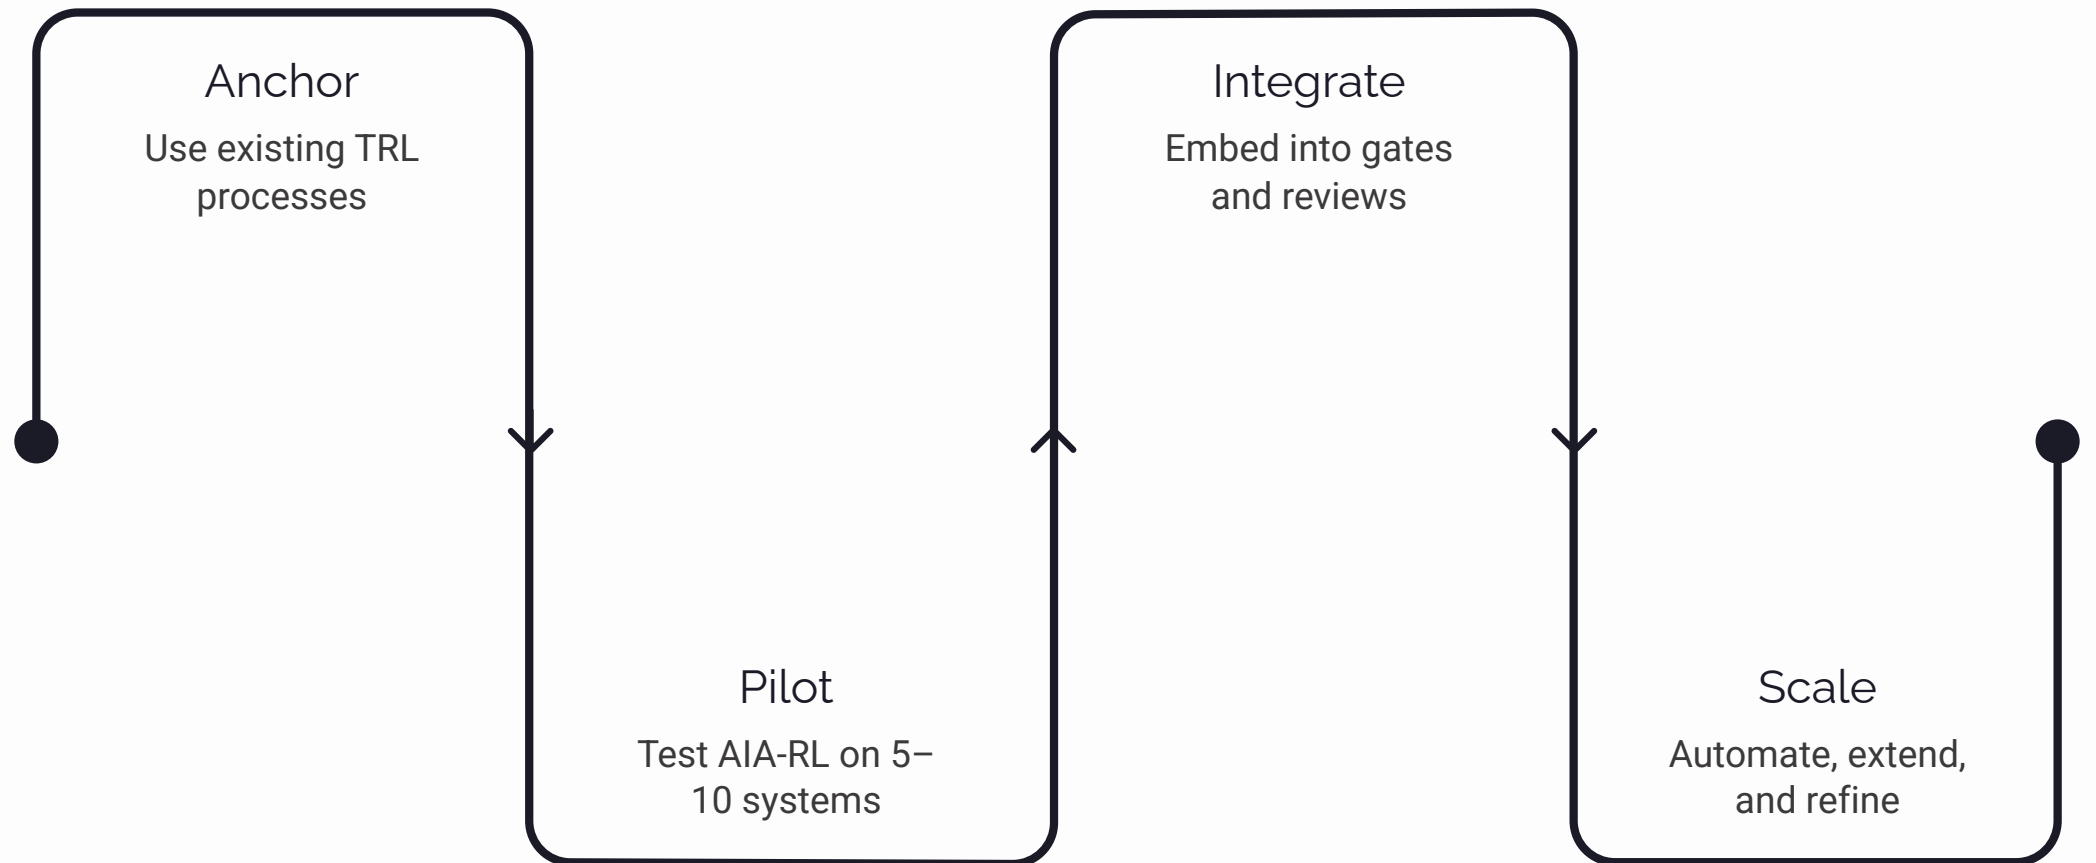 Anchor
Use existing TRL
processes
Pilot
Test AIA-RL on 5–
10 systems
Integrate
Embed into gates
and reviews
Scale
Automate, extend,
and refine